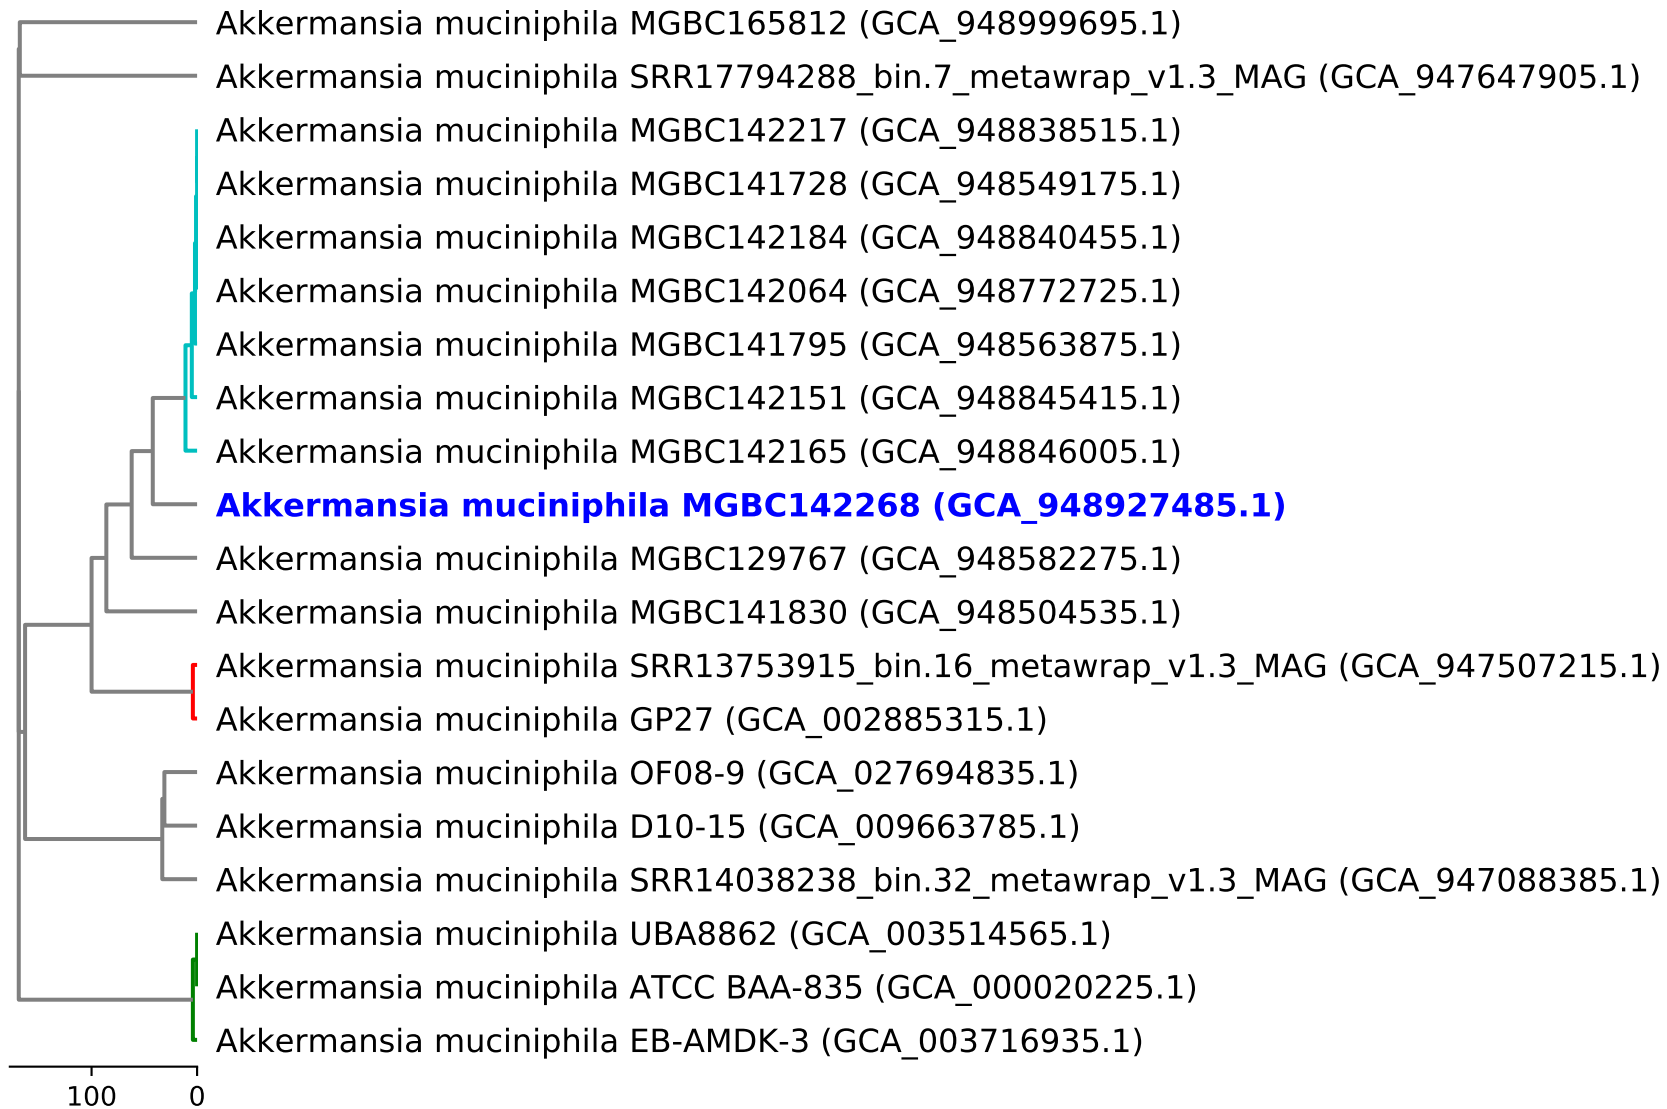 Akkermansia muciniphila MGBC165812 (GCA_948999695.1)
Akkermansia muciniphila SRR17794288_bin.7_metawrap_v1.3_MAG (GCA_947647905.1)
Akkermansia muciniphila MGBC142217 (GCA_948838515.1)
Akkermansia muciniphila MGBC141728 (GCA_948549175.1)
Akkermansia muciniphila MGBC142184 (GCA_948840455.1)
Akkermansia muciniphila MGBC142064 (GCA_948772725.1)
Akkermansia muciniphila MGBC141795 (GCA_948563875.1)
Akkermansia muciniphila MGBC142151 (GCA_948845415.1)
Akkermansia muciniphila MGBC142165 (GCA_948846005.1)
Akkermansia muciniphila MGBC142268 (GCA_948927485.1)
Akkermansia muciniphila MGBC129767 (GCA_948582275.1)
Akkermansia muciniphila MGBC141830 (GCA_948504535.1)
Akkermansia muciniphila SRR13753915_bin.16_metawrap_v1.3_MAG (GCA_947507215.1)
Akkermansia muciniphila GP27 (GCA_002885315.1)
Akkermansia muciniphila OF08-9 (GCA_027694835.1)
Akkermansia muciniphila D10-15 (GCA_009663785.1)
Akkermansia muciniphila SRR14038238_bin.32_metawrap_v1.3_MAG (GCA_947088385.1)
Akkermansia muciniphila UBA8862 (GCA_003514565.1)
Akkermansia muciniphila ATCC BAA-835 (GCA_000020225.1)
Akkermansia muciniphila EB-AMDK-3 (GCA_003716935.1)
100 0